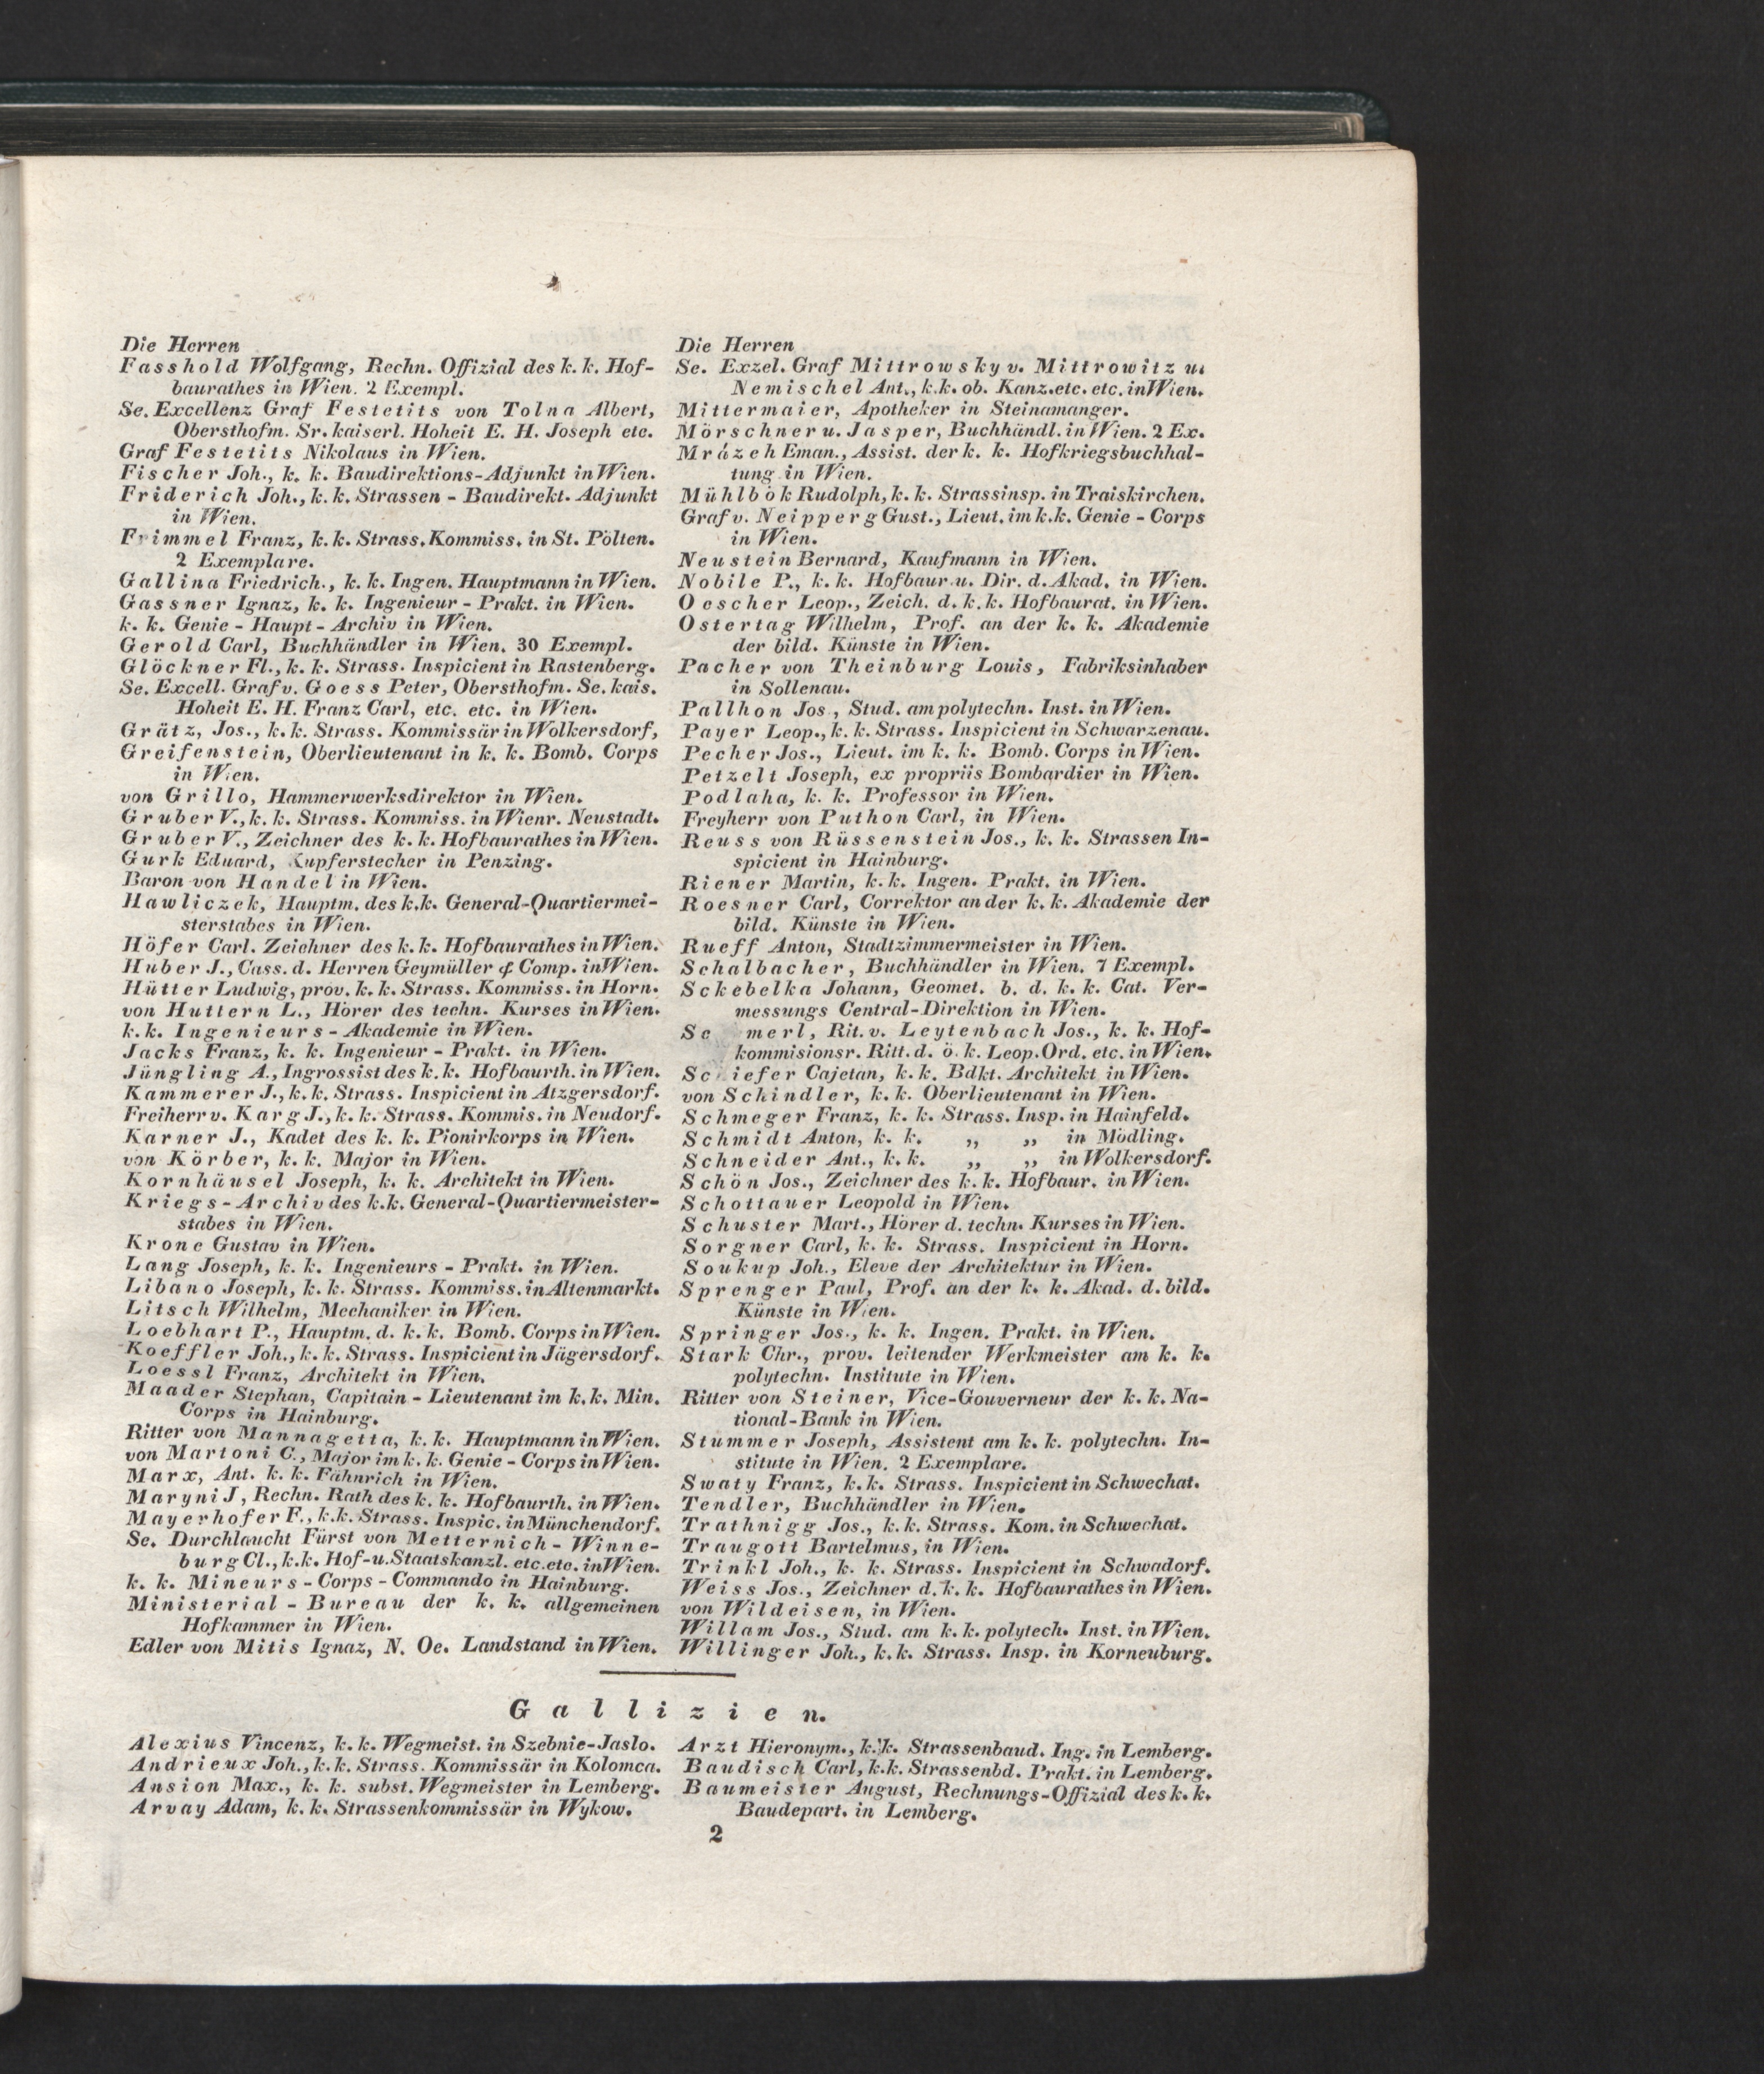 Die Herren
Fasshold Wolfgang, Rechn. Offizial des k. k. Hof-
baurathes in Wien. 2 Exempl.
Se. Excellenz Graf Festetits von Tolna Albert,
Obersthofm. Sr. kaiserl. Hoheit E. H. Joseph etc.
Graf Festetits Nikolaus in Wien.
Fischer Joh., k. k. Baudirektions-Adjunkt in Wien.
Friderich Joh., k. k. Strassen-Baudirekt. Adjunkt
in Wien.
Frimmel Franz, k. k. Strass. Kommiss. in St. Pölten.
2 Exemplare.
Gallina Friedrich., k. k. Ingen. Hauptmann in Wien.
Gassner Ignaz, k. k. Ingenieur-Prakt. in Wien.
k. k. Genie-Haupt-Archiv in Wien.
Gerold Carl, Buchhändler in Wien. 30 Exempl.
Glöckner Fl., k. k. Strass. Inspicient in Rastenberg.
Se. Excell. Graf v. Goess Peter, Obersthofm. Se. kais.
Hoheit E. H. Franz Carl, etc. etc. in Wien.
Grätz, Jos., k. k. Strass. Kommissär in Wolkersdorf,
Greifenstein, Oberlieutenant in k. k. Bomb. Corps
in Wien.
von Grillo, Hammerwerksdirektor in Wien.
Gruber V., k. k. Strass. Kommiss. in Wienr. Neustadt.
Gruber V., Zeichner des k. k. Hofbaurathes in Wien.
Gurk Eduard, Kupferstecher in Penzing.
Baron von Handel in Wien.
Hawliczek, Hauptm. des k. k. General-Quartiermei-
sterstabes in Wien.
Höfer Carl. Zeichner des k. k. Hofbaurathes in Wien.
Huber J., Cass. d. Herren Geymüller & Comp. in Wien.
Hütter Ludwig, prov. k. k. Strass. Kommiss. in Horn.
von Huttern L., Hörer des techn. Kurses in Wien.
k. k. Ingenieurs-Akademie in Wien.
Jacks Franz, k. k. Ingenieur-Prakt. in Wien.
Jüngling A., Ingrossist des k. k. Hofbaurth. in Wien.
Kammerer J., k. k. Strass. Inspicient in Atzgersdorf.
Freiherr v. Karg J., k. k. Strass. Kommis. in Neudorf.
Karner J., Kadet des k. k. Pionirkorps in Wien.
von Körber, k. k. Major in Wien.
Kornhäusel Joseph, k. k. Architekt in Wien.
Kriegs-Archiv des k. k. General-Quartiermeister-
stabes in Wien.
Krone Gustav in Wien.
Lang Joseph, k. k. Ingenieurs-Prakt. in Wien.
Libano Joseph, k. k. Strass. Kommiss. in Altenmarkt.
Litsch Wilhelm, Mechaniker in Wien.
Loebhart P., Hauptm. d. k. k. Bomb. Corps in Wien.
Koeffler Joh., k. k. Strass. Inspicient in Jägersdorf.
Loessl Franz, Architekt in Wien.
Maader Stephan, Capitain-Lieutenant im k. k. Min.
Corps in Hainburg.
Ritter von Mannagetta, k. k. Hauptmann in Wien.
von Martoni C., Major im k. k. Genie-Corps in Wien.
Marx, Ant. k. k. Fähnrich in Wien.
Maryni J, Rechn. Rath des k. k. Hofbaurth. in Wien.
Mayerhofer F., k. k. Strass. Inspic. in Münchendorf.
Se. Durchlaucht Fürst von Metternich-Winne-
burg Cl., k. k. Hof-u. Staatskanzl. etc. etc. in Wien.
k. k. Mineurs-Corps-Commando in Hainburg.
Ministerial-Bureau der k. k. allgemeinen
Hofkammer in Wien.
Edler von Mitis Ignaz, N. Oe. Landstand in Wien.
Die Herren
Se. Exzel. Graf Mittrowsky v. Mittrowitz u.
Nemischel Ant., k. k. ob. Kanz. etc. etc. in Wien.
Mittermaier, Apotheker in Steinamanger.
Mörschner u. Jasper, Buchhändl. in Wien. 2 Ex.
Mrázeh Eman., Assist. der k. k. Hofkriegsbuchhal-
tung in Wien.
Mühlbök Rudolph, k. k. Strassinsp. in Traiskirchen.
Graf v. Neipperg Gust., Lieut. im k. k. Genie-Corps
in Wien.
Neustein Bernard, Kaufmann in Wien.
Nobile P., k. k. Hofbaur. u. Dir. d. Akad. in Wien.
Oescher Leop., Zeich. d. k. k. Hofbaurat. in Wien.
Ostertag Wilhelm, Prof. an der k. k. Akademie
der bild. Künste in Wien.
Pacher von Theinburg Louis, Fabriksinhaber
in Sollenau.
Pallhon Jos., Stud. am polytechn. Inst. in Wien.
Payer Leop., k. k. Strass. Inspicient in Schwarzenau.
Pecher Jos., Lieut. im k. k. Bomb. Corps in Wien.
Petzelt Joseph, ex propriis Bombardier in Wien.
Podlaha, k. k. Professor in Wien.
Freyherr von Puthon Carl, in Wien.
Reuss von Rüssenstein Jos., k. k. Strassen In-
spicient in Hainburg.
Riener Martin, k. k. Ingen. Prakt. in Wien.
Roesner Carl, Correktor an der k. k. Akademie der
bild. Künste in Wien.
Rueff Anton, Stadtzimmermeister in Wien.
Schalbacher, Buchhändler in Wien. 7 Exempl.
Sckebelka Johann, Geomet. b. d. k. k. Cat. Ver-
messungs Central-Direktion in Wien.
Rit. v. Leytenbach Jos., k. k. Hof-
kommisionsr. Ritt. d. ö. k. Leop. Ord. etc. in Wien.
Schiefer Cajetan, k. k. Bdkt. Architekt in Wien.
von Schindler, k. k. Oberlieutenant in Wien.
Schmeger Franz, k. k. Strass. Insp. in Hainfeld.
Schmidt Anton, k. k. „ „ in Mödling.
Schneider Ant., k. k. „ „ in Wolkersdorf.
Schön Jos., Zeichner des k. k. Hofbaur. in Wien.
Schottauer Leopold in Wien.
Schuster Mart., Hörer d. techn. Kurses in Wien.
Sorgner Carl, k. k. Strass. Inspicient in Horn.
Soukup Joh., Eleve der Architektur in Wien.
Sprenger Paul, Prof. an der k. k. Akad. d. bild.
Künste in Wien.
Springer Jos., k. k. Ingen. Prakt. in Wien.
Stark Chr., prov. leitender Werkmeister am k. k.
polytechn. Institute in Wien.
Ritter von Steiner, Vice-Gouverneur der k. k. Na-
tional-Bank in Wien.
Stummer Joseph, Assistent am k. k. polytechn. In-
stitute in Wien. 2 Exemplare.
Swaty Franz, k. k. Strass. Inspicient in Schwechat.
Tendler, Buchhändler in Wien.
Trathnigg Jos., k. k. Strass. Kom. in Schwechat.
Traugott Bartelmus, in Wien.
Trinkl Joh., k. k. Strass. Inspicient in Schwadorf.
Weiss Jos., Zeichner d. k. k. Hofbaurathes in Wien.
von Wildeisen, in Wien.
Willam Jos., Stud. am k. k. polytech. Inst. in Wien.
Willinger Joh., k. k. Strass. Insp. in Korneuburg.
Gallizien.
Alexius Vincenz, k. k. Wegmeist. in Szebnie-Jaslo.
Andrieux Joh., k. k. Strass. Kommissär in Kolomca.
Ansion Max., k. k. subst. Wegmeister in Lemberg.
Arvay Adam, k. k. Strassenkommissär in Wykow.
Arzt Hieronym., k. k. Strassenbaud. Ing. in Lemberg.
Baudisch Carl, k. k. Strassenbd. Prakt. in Lemberg.
Baumeister August, Rechnungs-Offizial des k. k.
Baudepart. in Lemberg.
2